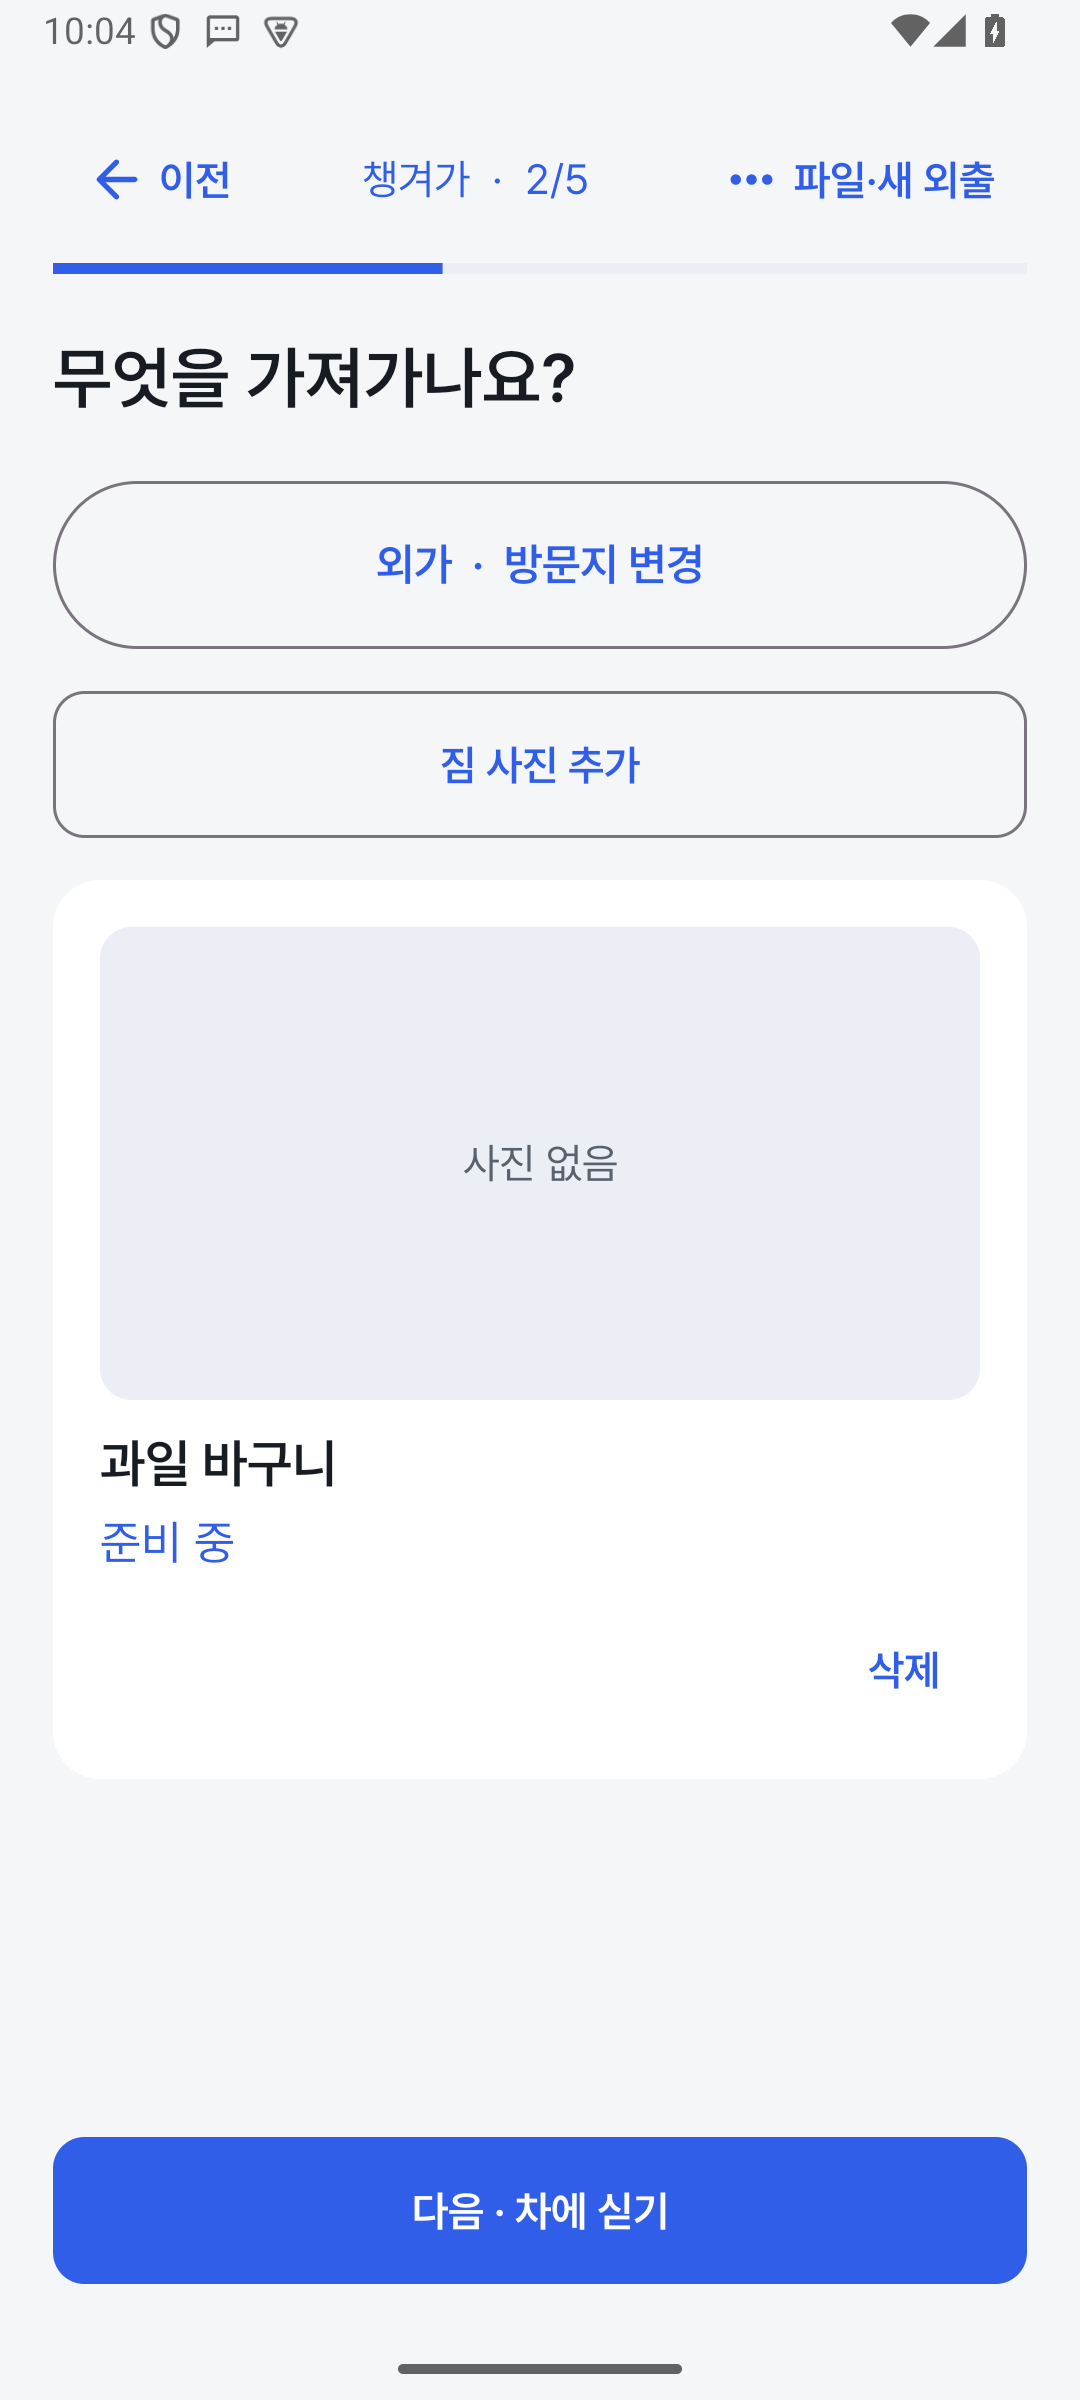 10:04
이전
챙겨가 · 2/5
파일·새 외출
무엇을 가져가나요?
외가 · 방문지 변경
짐 사진 추가
사진 없음
과일 바구니
준비 중
삭제
다음 · 차에 싣기